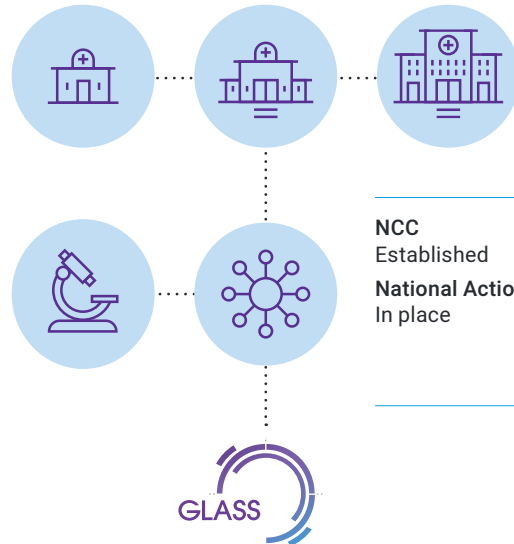 NCC
Established
National Actio
In place
GLASS